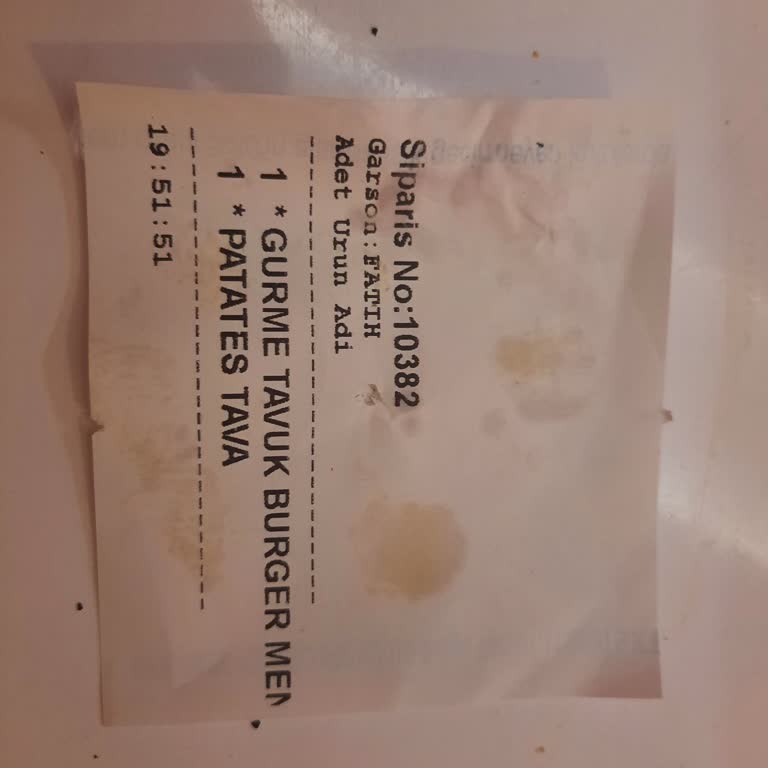 Siparis No:10382
Garson:FATIH
Adet Urun Adi
------------------------------
1 *GURME TAVUK BURGER MEN
1 * PATATES TAVA
------------------------------
19:51:51